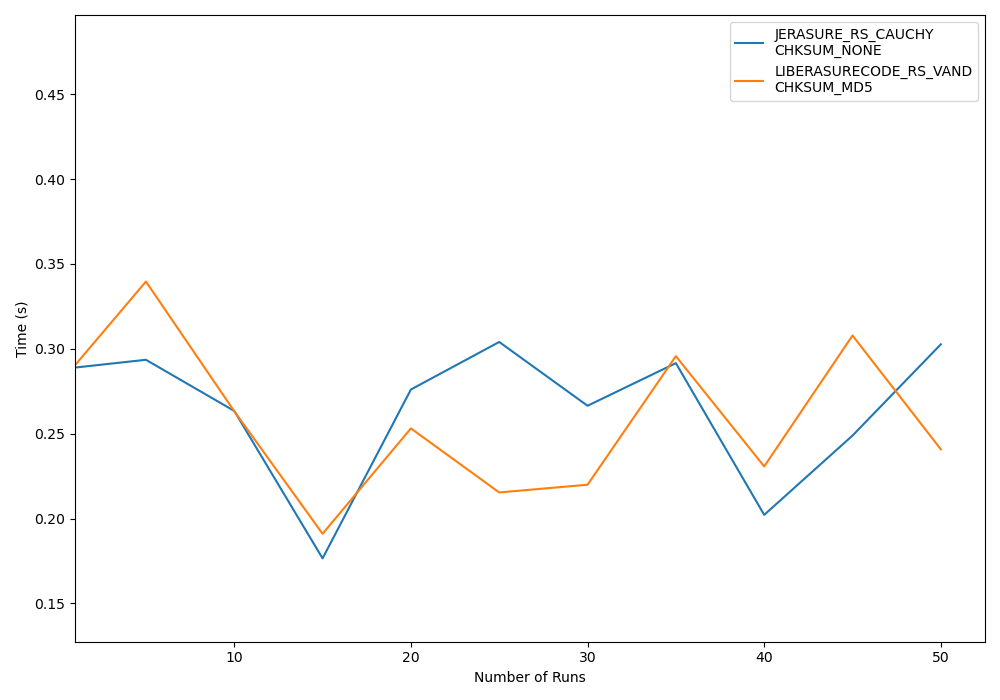 JERASURE_RS_CAUCHY
CHKSUM_NONE
LIBERASURECODE_RS_VAND
CHKSUM_MD5
0.45
0.40
0.35
0.30
0.25
0.20
0.15
Time (s)
10
20
30
40
50
Number of Runs